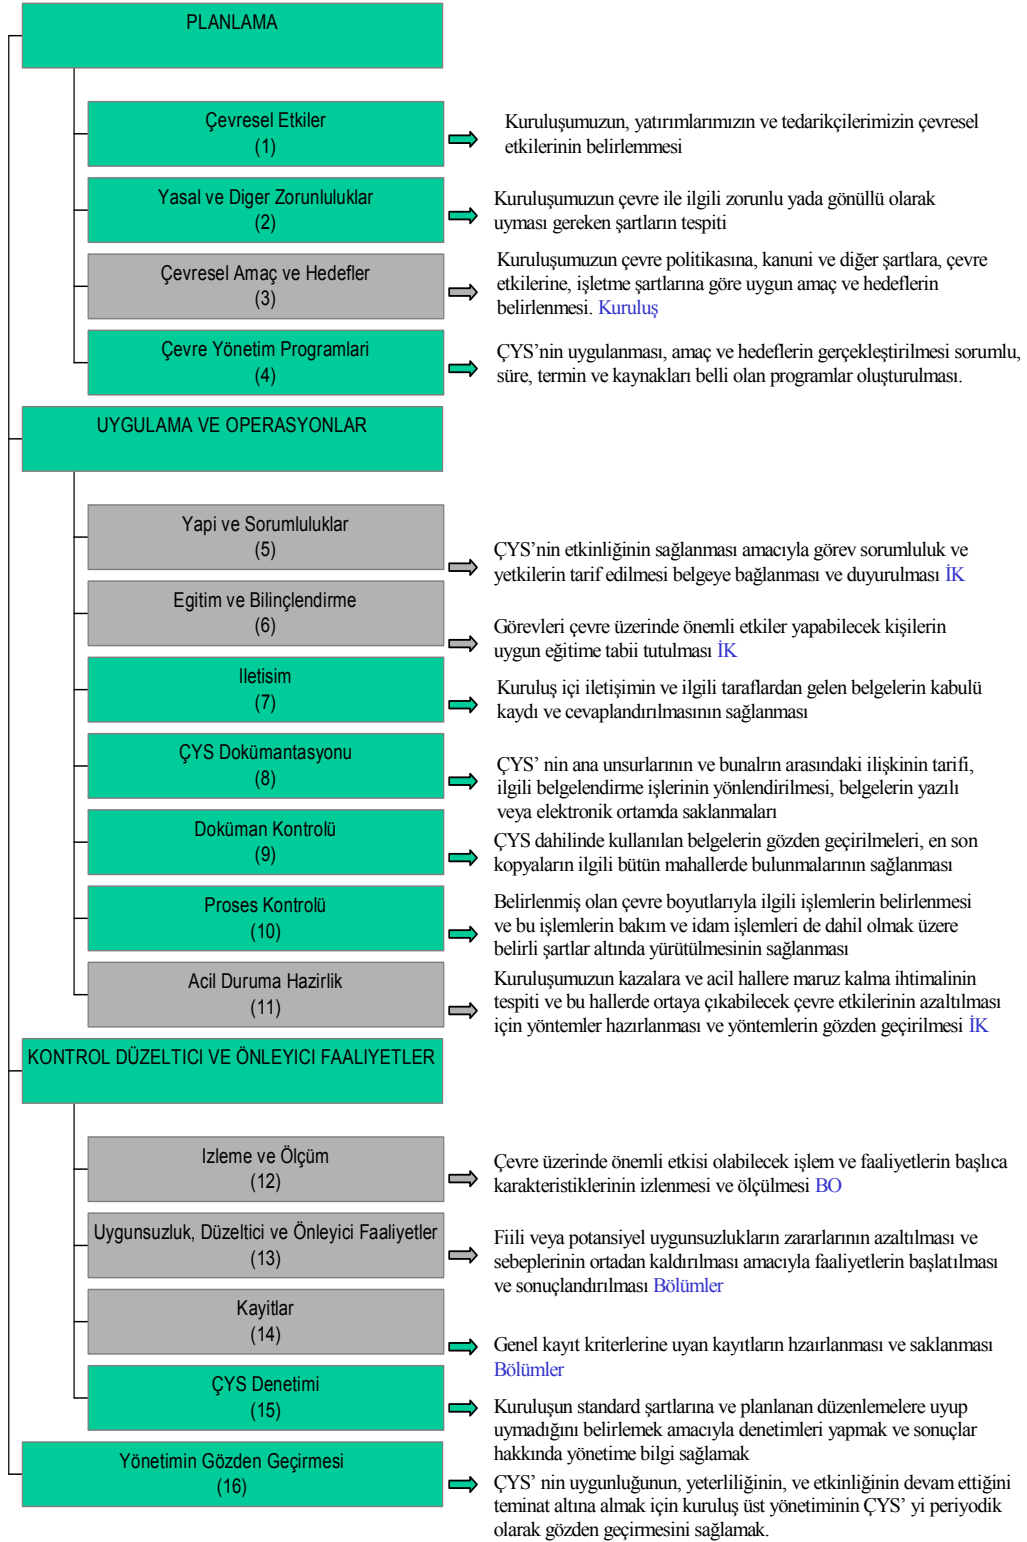 PLANLAMA
Çevresel Etkiler
(1)
Kuruluşumuzun, yatırımlarımızın ve tedarikçilerimizin çevresel
etkilerinin belirlemmesi
Yasal ve Diger Zorunluluklar
(2)
Kuruluşumuzun çevre ile ilgili zorunlu yada gönüllü olarak
uyması gereken şartların tespiti
Çevresel Amaç ve Hedefler
(3)
Kuruluşumuzun çevre politikasına, kanuni ve diğer şartlara, çevre
etkilerine, işletme şartlarına göre uygun amaç ve hedeflerin
belirlenmesi. Kuruluş
Çevre Yönetim Programlari
(4)
ÇYS’nin uygulanması, amaç ve hedeflerin gerçekleştirilmesi sorumlu,
süre, termin ve kaynakları belli olan programlar oluşturulması.
UYGULAMA VE OPERASYONLAR
Yapi ve Sorumluluklar
(5)
ÇYS’nin etkinliğinin sağlanması amacıyla görev sorumluluk ve
yetkilerin tarif edilmesi belgeye bağlanması ve duyurulması İK
Egitim ve Bilinçlendirme
(6)
Görevleri çevre üzerinde önemli etkiler yapabilecek kişilerin
uygun eğitime tabii tutulması İK
Iletisim
(7)
Kuruluş içi iletişimin ve ilgili taraflardan gelen belgelerin kabulü
kaydı ve cevaplandırılmasının sağlanması
ÇYS Dokümantasyonu
(8)
ÇYS’ nin ana unsurlarının ve bunalrın arasındaki ilişkinin tarifi,
ilgili belgelendirme işlerinin yönlendirilmesi, belgelerin yazılı
veya elektronik ortamda saklanmaları
Doküman Kontrolü
(9)
ÇYS dahilinde kullanılan belgelerin gözden geçirilmeleri, en son
kopyaların ilgili bütün mahallerde bulunmalarının sağlanması
Proses Kontrolü
(10)
Belirlenmiş olan çevre boyutlarıyla ilgili işlemlerin belirlenmesi
ve bu işlemlerin bakım ve idam işlemleri de dahil olmak üzere
belirli şartlar altında yürütülmesinin sağlanması
Acil Duruma Hazirlik
(11)
Kuruluşumuzun kazalara ve acil hallere maruz kalma ihtimalinin
tespiti ve bu hallerde ortaya çıkabilecek çevre etkilerinin azaltılması
için yöntemler hazırlanması ve yöntemlerin gözden geçirilmesi İK
KONTROL DÜZELTICI VE ÖNLEYICI FAALIYETLER
Izleme ve Ölçüm
(12)
Çevre üzerinde önemli etkisi olabilecek işlem ve faaliyetlerin başlıca
karakteristiklerinin izlenmesi ve ölçülmesi BO
Uygunsuzluk, Düzeltici ve Önleyici Faaliyetler
(13)
Fiili veya potansiyel uygunsuzlukların zararlarının azaltılması ve
sebeplerinin ortadan kaldırılması amacıyla faaliyetlerin başlatılması
ve sonuçlandırılması Bölümler
Kayitlar
(14)
Genel kayıt kriterlerine uyan kayıtların hzaırlanması ve saklanması
Bölümler
ÇYS Denetimi
(15)
Kuruluşun standard şartlarına ve planlanan düzenlemelere uyup
uymadığını belirlemek amacıyla denetimleri yapmak ve sonuçlar
hakkında yönetime bilgi sağlamak
Yönetimin Gözden Geçirmesi
(16)
ÇYS’ nin uygunluğunun, yeterliliğinin, ve etkinliğinin devam ettiğini
teminat altına almak için kuruluş üst yönetiminin ÇYS’ yi periyodik
olarak gözden geçirmesini sağlamak.